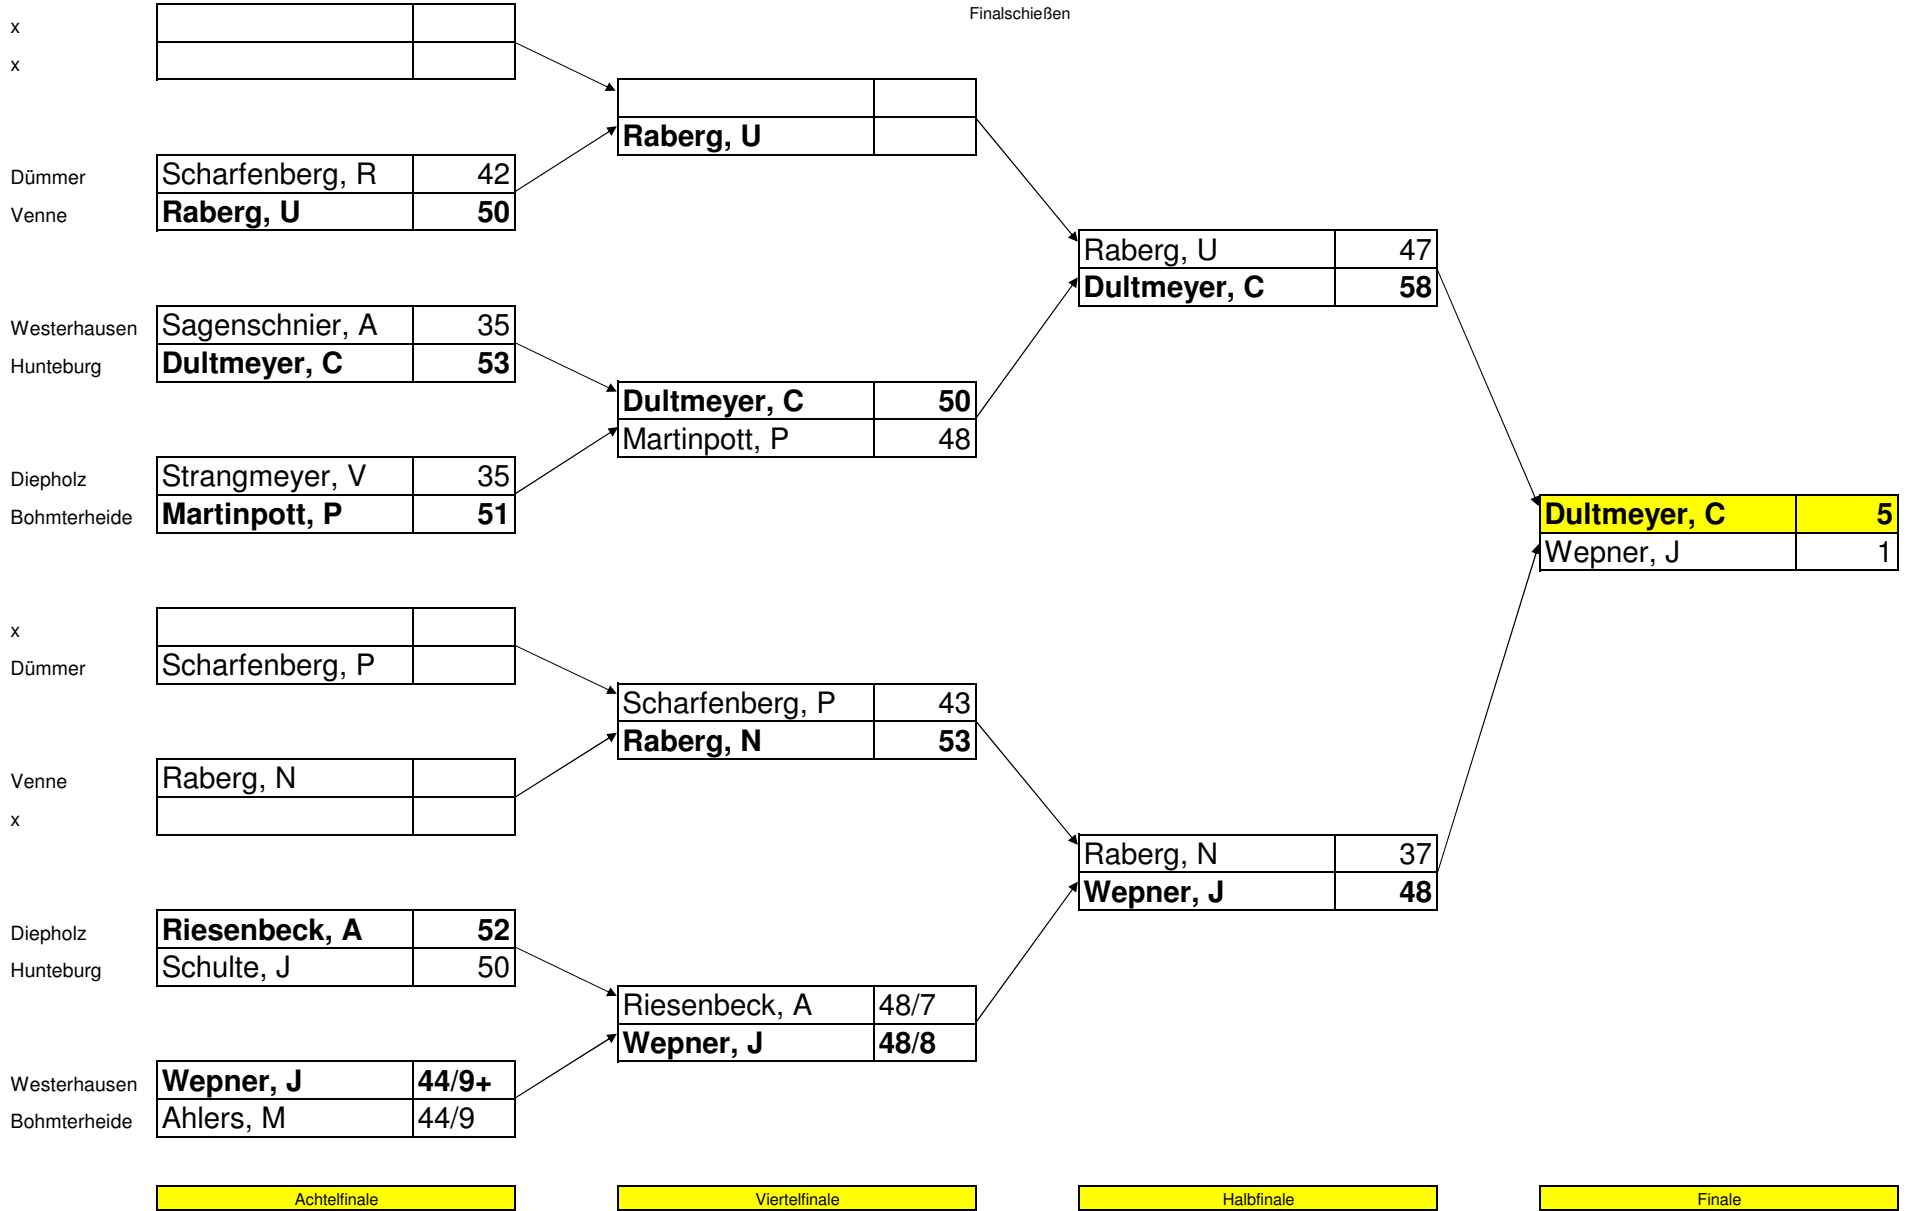 Finalschießen
x
x
Raberg, U
Dümmer Scharfenberg, R 42
Venne Raberg, U 50
Raberg, U 47
Dultmeyer, C 58
Westerhausen Sagenschnier, A 35
Hunteburg Dultmeyer, C 53
Dultmeyer, C 50
Martinpott, P 48
Diepholz Strangmeyer, V 35
Bohmterheide Martinpott, P 51
Dultmeyer, C 5
Wepner, J 1
x
Dümmer Scharfenberg, P
Scharfenberg, P 43
Raberg, N 53
Venne Raberg, N
x
Raberg, N 37
Wepner, J 48
Diepholz Riesenbeck, A 52
Hunteburg Schulte, J 50
Riesenbeck, A 48/7
Wepner, J 48/8
Westerhausen Wepner, J 44/9+
Bohmterheide Ahlers, M 44/9
Achtelfinale Viertelfinale Halbfinale Finale